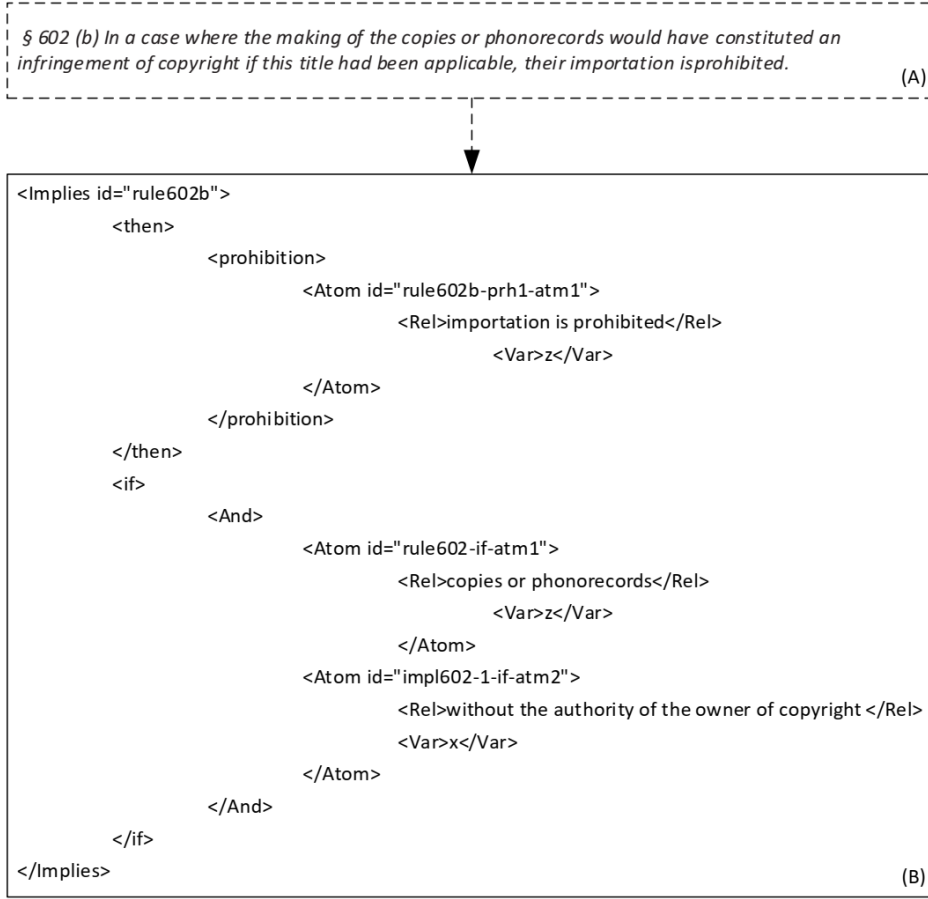 § 602 (b) In a case where the making of the copies or phonorecords would have constituted an
infringement of copyright if this title had been applicable, their importation isprohibited.
(A)
<Implies id="rule602b">
<then>
<prohibition>
<Atom id="rule602b-prh1-atm1">
<Rel>importation is prohibited</Rel>
<Var>z</Var>
</Atom>
</prohibition>
</then>
<if>
<And>
<Atom id="rule602-if-atm1">
<Rel>copies or phonorecords</Rel>
<Var>z</Var>
</Atom>
<Atom id="impl602-1-if-atm2">
<Rel>without the authority of the owner of copyright </Rel>
<Var>x</Var>
</Atom>
</And>
</if>
</Implies>
(B)